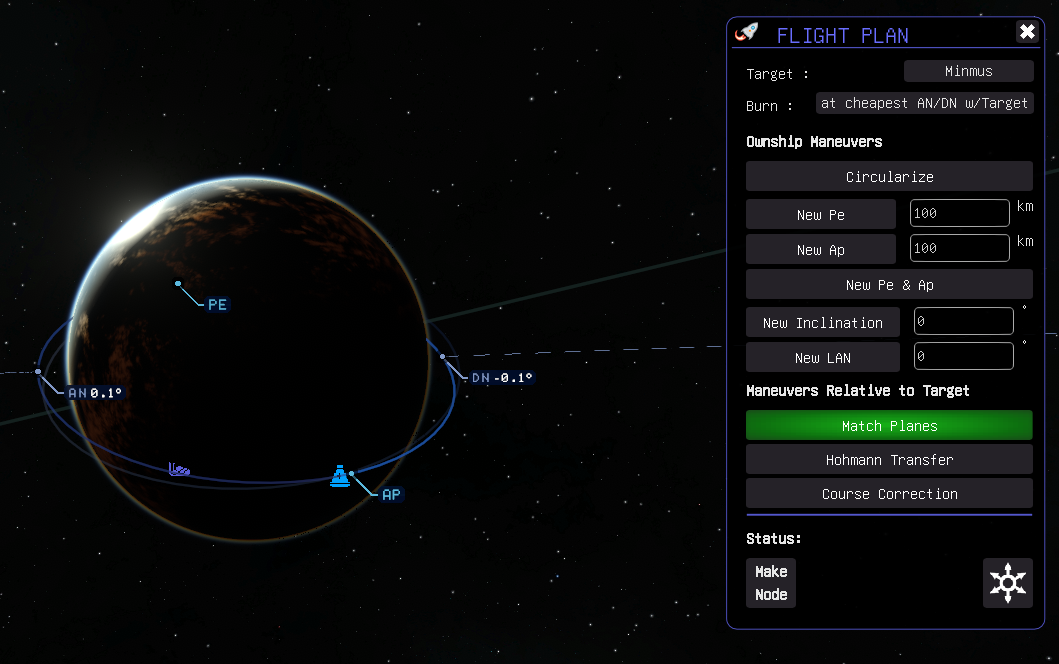 FLIGHT PLAN
Target : Minmus
Burn : at cheapest AN/DN w/Target
Ownship Maneuvers
Circularize
New Pe 100 km
New Ap 100 km
New Pe & Ap
New Inclination 0 °
New LAN 0 °
Maneuvers Relative to Target
Match Planes
Hohmann Transfer
Course Correction
Status:
Make
Node
PE
AN 0.1°
DN -0.1°
AP